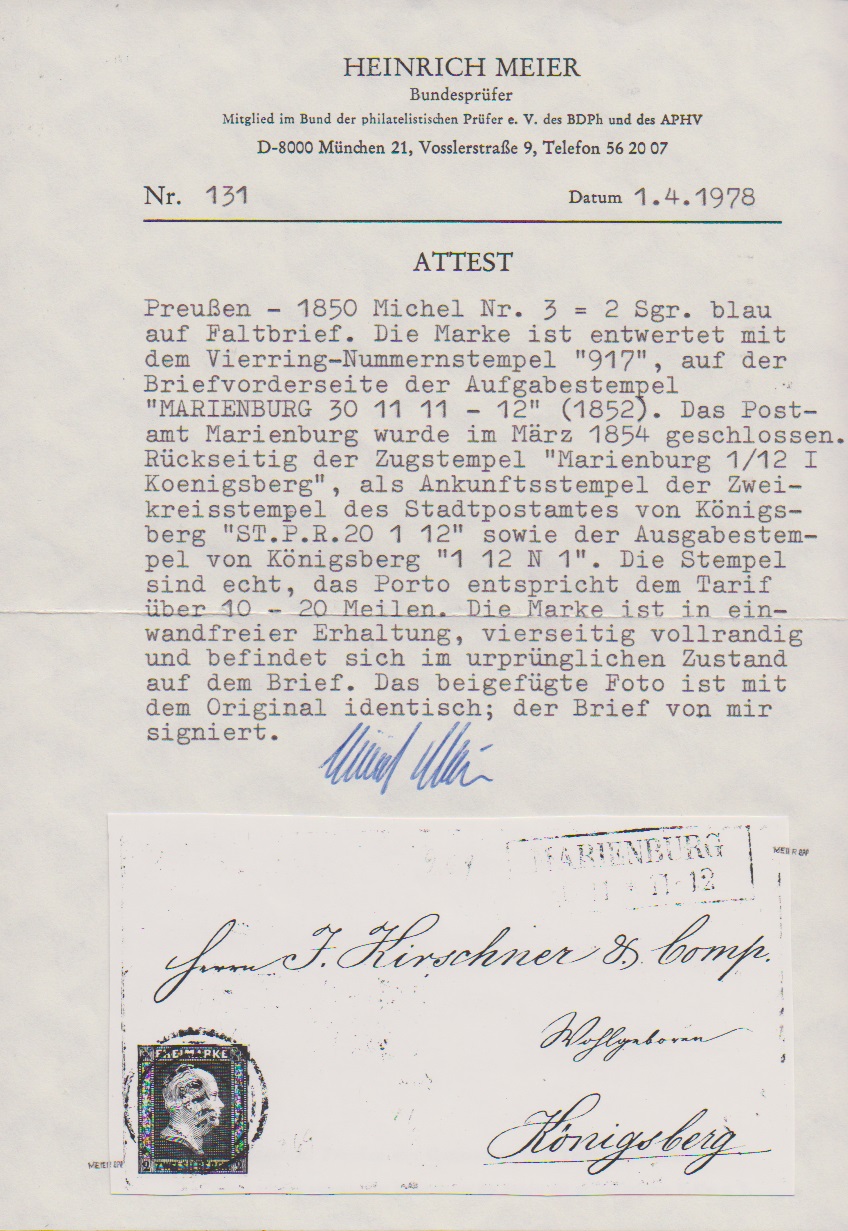 HEINRICH MEIER
Bundesprüfer
Mitglied im Bund der philatelistischen Prüfer e. V. des BDPh und des APHV
D-8000 München 21, Vosslerstraße 9, Telefon 56 20 07
Nr. 131 Datum 1.4.1978
ATTEST
Preußen - 1850 Michel Nr. 3 = 2 Sgr. blau
auf Faltbrief. Die Marke ist entwertet mit
dem Vierring-Nummernstempel "917", auf der
Briefvorderseite der Aufgabestempel
"MARIENBURG 30 11 11 - 12" (1852). Das Post-
amt Marienburg wurde im März 1854 geschlossen.
Rückseitig der Zugstempel "Marienburg 1/12 I
Koenigsberg", als Ankunftsstempel der Zwei-
kreisstempel des Stadtpostamtes von Königs-
berg "ST.P.R.20 1 12" sowie der Ausgabestem-
pel von Königsberg "1 12 N 1". Die Stempel
sind echt, das Porto entspricht dem Tarif
über 10 - 20 Meilen. Die Marke ist in ein-
wandfreier Erhaltung, vierseitig vollrandig
und befindet sich im urprünglichen Zustand
auf dem Brief. Das beigefügte Foto ist mit
dem Original identisch; der Brief von mir
signiert.
MARIENBURG
11 - 12
MEIER BPP
Herrn J. Kirschner & Comp.
Wohlgeboren
FREIMARKE
Königsberg
MEIER BPP